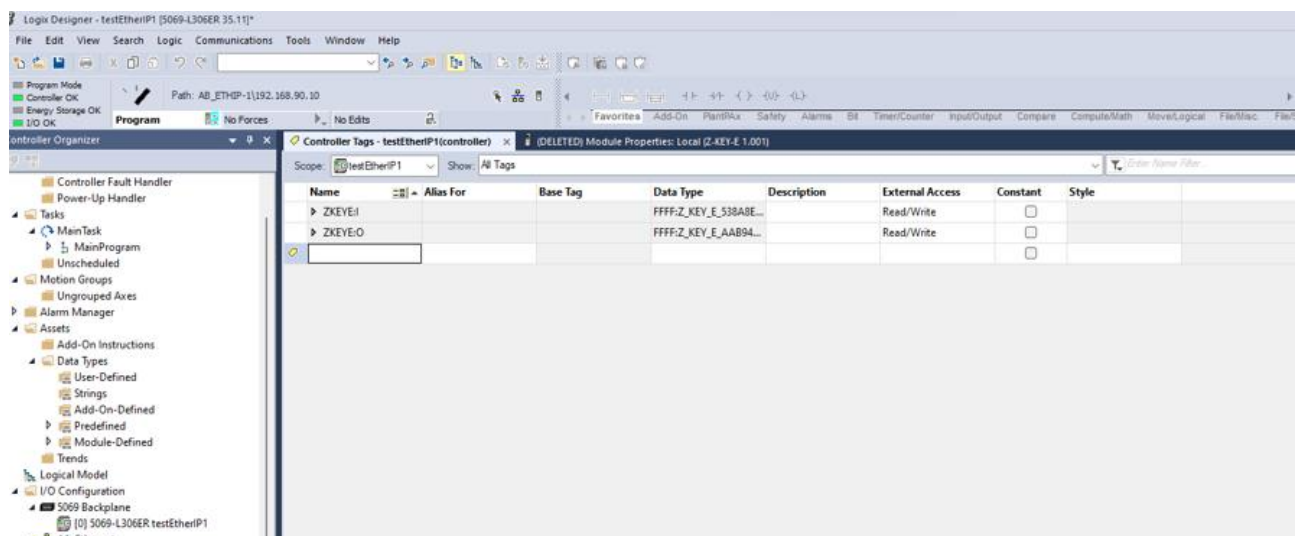 Logix Designer - testEtherIP1 [5069-L306ER 35.11]*
File Edit View Search Logic Communications Tools Window Help
Program Mode
Controller OK
Energy Storage OK
I/O OK
Path: AB_ETHIP-1\192.168.90.10
Program No Forces No Edits
Favorites Add-On PlantPAx Safety Alarms Bit Timer/Counter Input/Output Compare Compute/Math Move/Logical File/Misc.
ontroller Organizer
Controller Tags - testEtherIP1(controller) (DELETED) Module Properties: Local (Z-KEY-E 1.001)
Scope: testEtherIP1 Show: All Tags Enter Name Filter...
Name Alias For Base Tag Data Type Description External Access Constant Style
ZKEYE:I FFFF:Z_KEY_E_538A8E... Read/Write
ZKEYE:O FFFF:Z_KEY_E_AAB94... Read/Write
Controller Fault Handler
Power-Up Handler
Tasks
MainTask
MainProgram
Unscheduled
Motion Groups
Ungrouped Axes
Alarm Manager
Assets
Add-On Instructions
Data Types
User-Defined
Strings
Add-On-Defined
Predefined
Module-Defined
Trends
Logical Model
I/O Configuration
5069 Backplane
[0] 5069-L306ER testEtherIP1